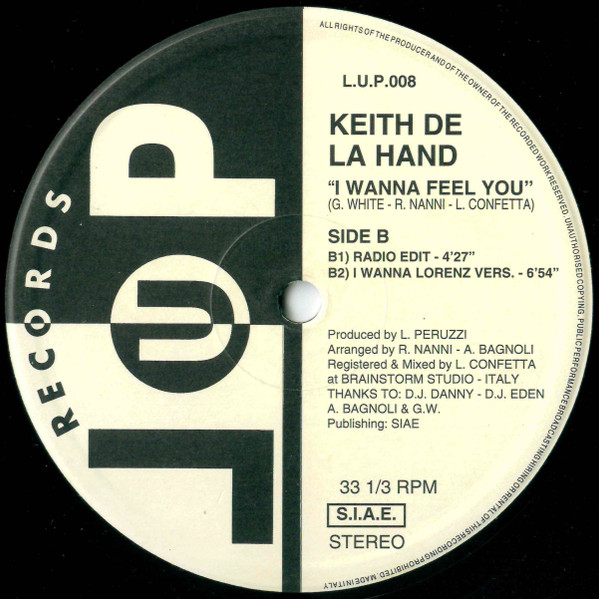 ALL RIGHTS OF THE PRODUCER AND OF THE OWNER OF THE RECORDED WORK RESERVED. UNAUTHORISED COPYING, PUBLIC PERFORMANCE BROADCASTING HIRING OR RENTAL OF THIS RECORDING PROHIBITED. MADE IN ITALY
L.U.P.008
KEITH DE
LA HAND
“I WANNA FEEL YOU”
(G. WHITE - R. NANNI - L. CONFETTA)
SIDE B
B1) RADIO EDIT - 4'27”
B2) I WANNA LORENZ VERS. - 6'54”
Produced by L. PERUZZI
Arranged by R. NANNI - A. BAGNOLI
Registered & Mixed by L. CONFETTA
at BRAINSTORM STUDIO - ITALY
THANKS TO: D.J. DANNY - D.J. EDEN
A. BAGNOLI & G.W.
Publishing: SIAE
33 1/3 RPM
S.I.A.E.
STEREO
LUP
RECORDS